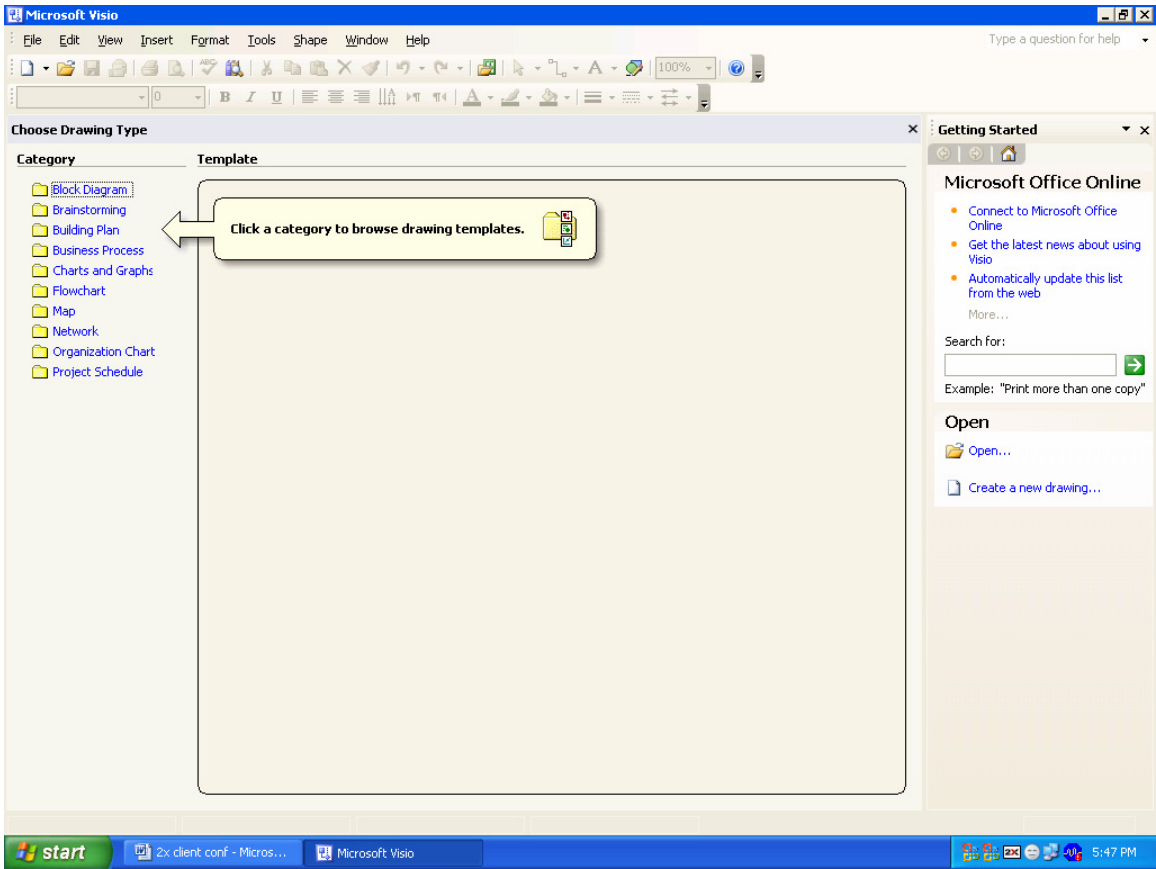 Microsoft Visio
File Edit View Insert Format Tools Shape Window Help
Type a question for help
100%
0
B I U
A
Choose Drawing Type
Getting Started
Category
Template
Block Diagram
Brainstorming
Building Plan
Business Process
Charts and Graphs
Flowchart
Map
Network
Organization Chart
Project Schedule
Click a category to browse drawing templates.
Microsoft Office Online
Connect to Microsoft Office
Online
Get the latest news about using
Visio
Automatically update this list
from the web
More...
Search for:
Example: "Print more than one copy"
Open
Open...
Create a new drawing...
start
2x client conf - Micros...
Microsoft Visio
2X
5:47 PM